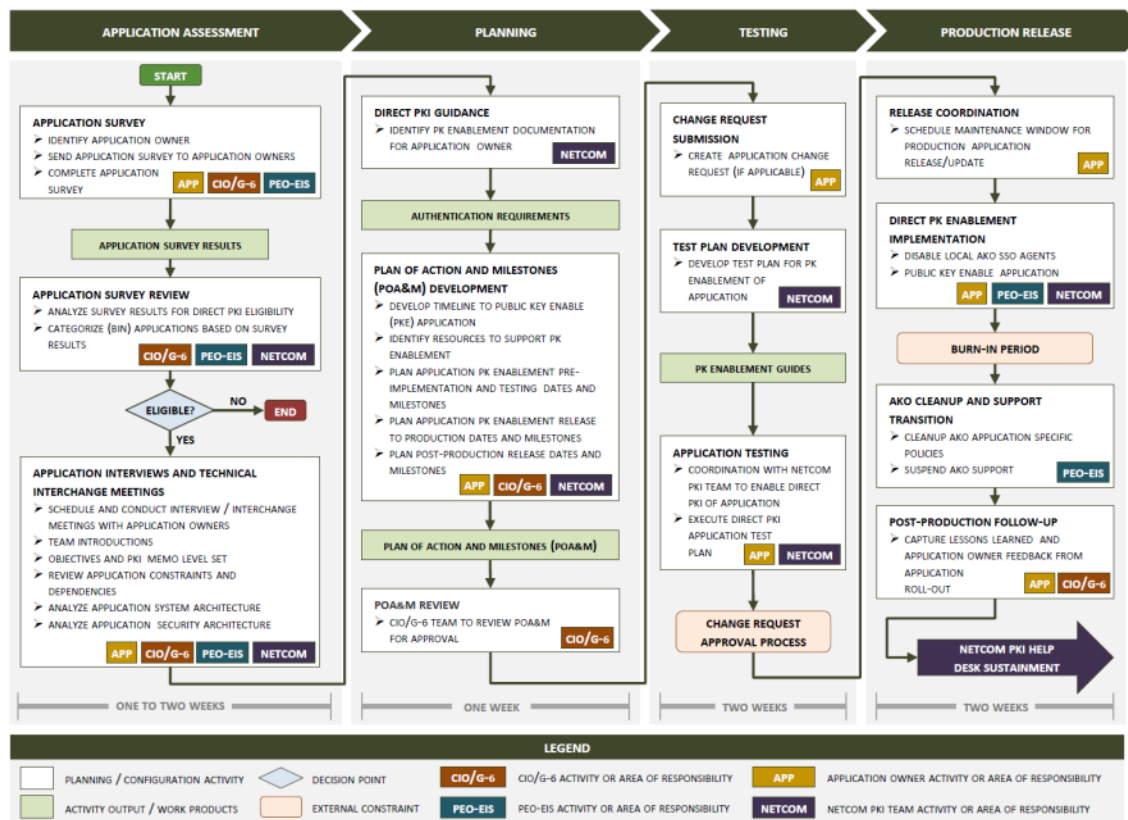 APPLICATION ASSESSMENT
PLANNING
TESTING
PRODUCTION RELEASE
START
APPLICATION SURVEY
➢ IDENTIFY APPLICATION OWNER
➢ SEND APPLICATION SURVEY TO APPLICATION OWNERS
➢ COMPLETE APPLICATION
SURVEY
APP CIO/G-6 PEO-EIS
APPLICATION SURVEY RESULTS
APPLICATION SURVEY REVIEW
➢ ANALYZE SURVEY RESULTS FOR DIRECT PKI ELIGIBILITY
➢ CATEGORIZE (BIN) APPLICATIONS BASED ON SURVEY
RESULTS
CIO/G-6 PEO-EIS NETCOM
ELIGIBLE?
NO
END
YES
APPLICATION INTERVIEWS AND TECHNICAL
INTERCHANGE MEETINGS
➢ SCHEDULE AND CONDUCT INTERVIEW / INTERCHANGE
MEETINGS WITH APPLICATION OWNERS
➢ TEAM INTRODUCTIONS
➢ OBJECTIVES AND PKI MEMO LEVEL SET
➢ REVIEW APPLICATION CONSTRAINTS AND
DEPENDENCIES
➢ ANALYZE APPLICATION SYSTEM ARCHITECTURE
➢ ANALYZE APPLICATION SECURITY ARCHITECTURE
APP CIO/G-6 PEO-EIS NETCOM
ONE TO TWO WEEKS
DIRECT PKI GUIDANCE
➢ IDENTIFY PK ENABLEMENT DOCUMENTATION
FOR APPLICATION OWNER
NETCOM
AUTHENTICATION REQUIREMENTS
PLAN OF ACTION AND MILESTONES
(POA&M) DEVELOPMENT
➢ DEVELOP TIMELINE TO PUBLIC KEY ENABLE
(PKE) APPLICATION
➢ IDENTIFY RESOURCES TO SUPPORT PK
ENABLEMENT
➢ PLAN APPLICATION PK ENABLEMENT PRE-
IMPLEMENTATION AND TESTING DATES AND
MILESTONES
➢ PLAN APPLICATION PK ENABLEMENT RELEASE
TO PRODUCTION DATES AND MILESTONES
➢ PLAN POST-PRODUCTION RELEASE DATES AND
MILESTONES
APP CIO/G-6 NETCOM
PLAN OF ACTION AND MILESTONES (POA&M)
POA&M REVIEW
➢ CIO/G-6 TEAM TO REVIEW POA&M
FOR APPROVAL
CIO/G-6
ONE WEEK
CHANGE REQUEST
SUBMISSION
➢ CREATE APPLICATION CHANGE
REQUEST (IF APPLICABLE)
APP
TEST PLAN DEVELOPMENT
➢ DEVELOP TEST PLAN FOR PK
ENABLEMENT OF
APPLICATION
NETCOM
PK ENABLEMENT GUIDES
APPLICATION TESTING
➢ COORDINATION WITH NETCOM
PKI TEAM TO ENABLE DIRECT
PKI OF APPLICATION
➢ EXECUTE DIRECT PKI
APPLICATION TEST
PLAN
APP NETCOM
CHANGE REQUEST
APPROVAL PROCESS
TWO WEEKS
RELEASE COORDINATION
➢ SCHEDULE MAINTENANCE WINDOW FOR
PRODUCTION APPLICATION
RELEASE/UPDATE
APP
DIRECT PK ENABLEMENT
IMPLEMENTATION
➢ DISABLE LOCAL AKO SSO AGENTS
➢ PUBLIC KEY ENABLE APPLICATION
APP PEO-EIS NETCOM
BURN-IN PERIOD
AKO CLEANUP AND SUPPORT
TRANSITION
➢ CLEANUP AKO APPLICATION SPECIFIC
POLICIES
➢ SUSPEND AKO SUPPORT
PEO-EIS
POST-PRODUCTION FOLLOW-UP
➢ CAPTURE LESSONS LEARNED AND
APPLICATION OWNER FEEDBACK FROM
APPLICATION
ROLL-OUT
APP CIO/G-6
NETCOM PKI HELP
DESK SUSTAINMENT
TWO WEEKS
LEGEND
PLANNING / CONFIGURATION ACTIVITY
DECISION POINT
CIO/G-6 CIO/G-6 ACTIVITY OR AREA OF RESPONSIBILITY
APP APPLICATION OWNER ACTIVITY OR AREA OF RESPONSIBILITY
ACTIVITY OUTPUT / WORK PRODUCTS
EXTERNAL CONSTRAINT
PEO-EIS PEO-EIS ACTIVITY OR AREA OF RESPONSIBILITY
NETCOM NETCOM PKI TEAM ACTIVITY OR AREA OF RESPONSIBILITY